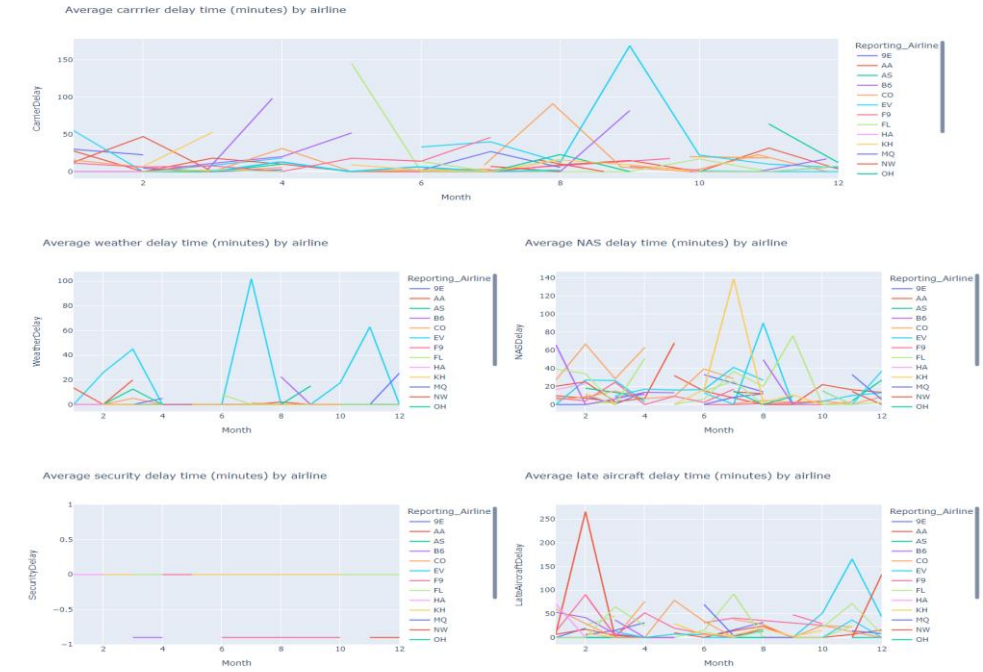 Average carrrier delay time (minutes) by airline
CarrierDelay
150
100
50
0
2
4
6
8
10
12
Month
Reporting_Airline
9E
AA
AS
B6
CO
EV
F9
FL
HA
KH
MQ
NW
OH
Average weather delay time (minutes) by airline
WeatherDelay
100
80
60
40
20
0
2
4
6
8
10
12
Month
Reporting_Airline
9E
AA
AS
B6
CO
EV
F9
FL
HA
KH
MQ
NW
OH
Average NAS delay time (minutes) by airline
NASDelay
140
120
100
80
60
40
20
0
2
4
6
8
10
12
Month
Reporting_Airline
9E
AA
AS
B6
CO
EV
F9
FL
HA
KH
MQ
NW
OH
Average security delay time (minutes) by airline
SecurityDelay
1
0.5
0
−0.5
−1
2
4
6
8
10
12
Month
Reporting_Airline
9E
AA
AS
B6
CO
EV
F9
FL
HA
KH
MQ
NW
OH
Average late aircraft delay time (minutes) by airline
LateAircraftDelay
250
200
150
100
50
0
2
4
6
8
10
12
Month
Reporting_Airline
9E
AA
AS
B6
CO
EV
F9
FL
HA
KH
MQ
NW
OH